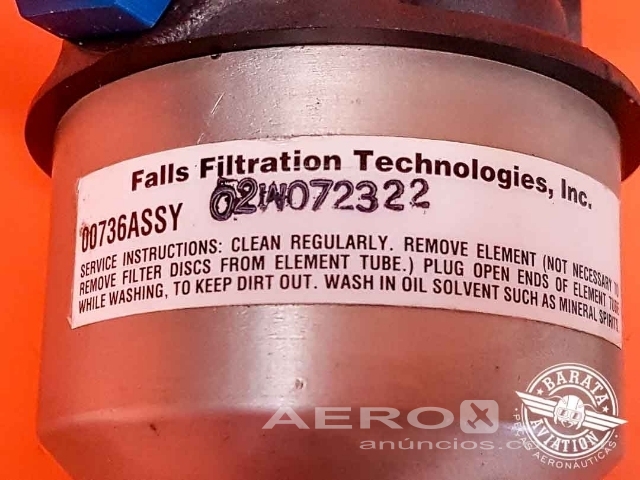 Falls Filtration Technologies, Inc.
00736ASSY 02W072322
SERVICE INSTRUCTIONS: CLEAN REGULARLY. REMOVE ELEMENT (NOT NECESSARY TO
REMOVE FILTER DISCS FROM ELEMENT TUBE.) PLUG OPEN ENDS OF ELEMENT TUBE
WHILE WASHING, TO KEEP DIRT OUT. WASH IN OIL SOLVENT SUCH AS MINERAL SPIRITS.
BARATA
AVIATION
PEÇAS AERONÁUTICAS
AERO X
anúncios.c